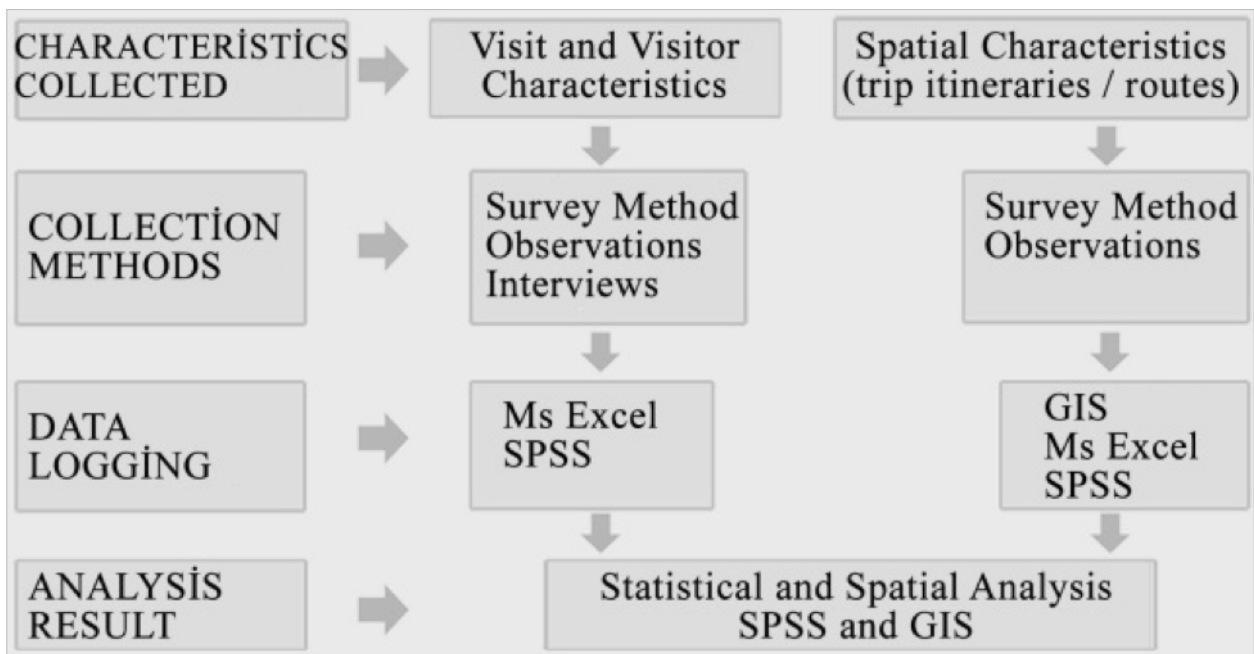 CHARACTERİSTİCS
COLLECTED
Visit and Visitor
Characteristics
Spatial Characteristics
(trip itineraries / routes)
COLLECTİON
METHODS
Survey Method
Observations
Interviews
Survey Method
Observations
DATA
LOGGİNG
Ms Excel
SPSS
GIS
Ms Excel
SPSS
ANALYSİS
RESULT
Statistical and Spatial Analysis
SPSS and GIS